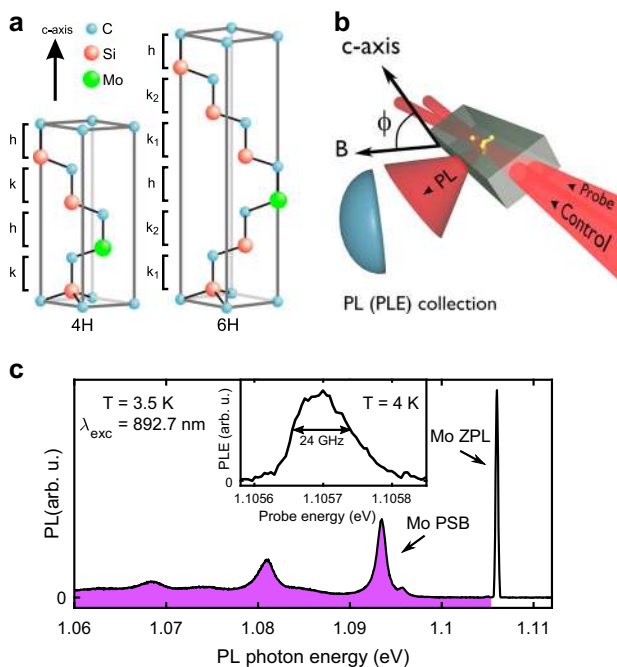 a
c-axis
C
Si
Mo
h
k
h
k
4H
h
k₂
k₁
h
k₂
k₁
6H
b
c-axis
ϕ
B
◄ PL
◄ Probe
◄ Control
PL (PLE) collection
c
PL(arb. u.)
0
T = 3.5 K
λexc = 892.7 nm
PLE (arb. u.)
0
T = 4 K
24 GHz
1.1056 1.1057 1.1058
Probe energy (eV)
Mo ZPL
Mo PSB
1.06 1.07 1.08 1.09 1.1 1.11
PL photon energy (eV)